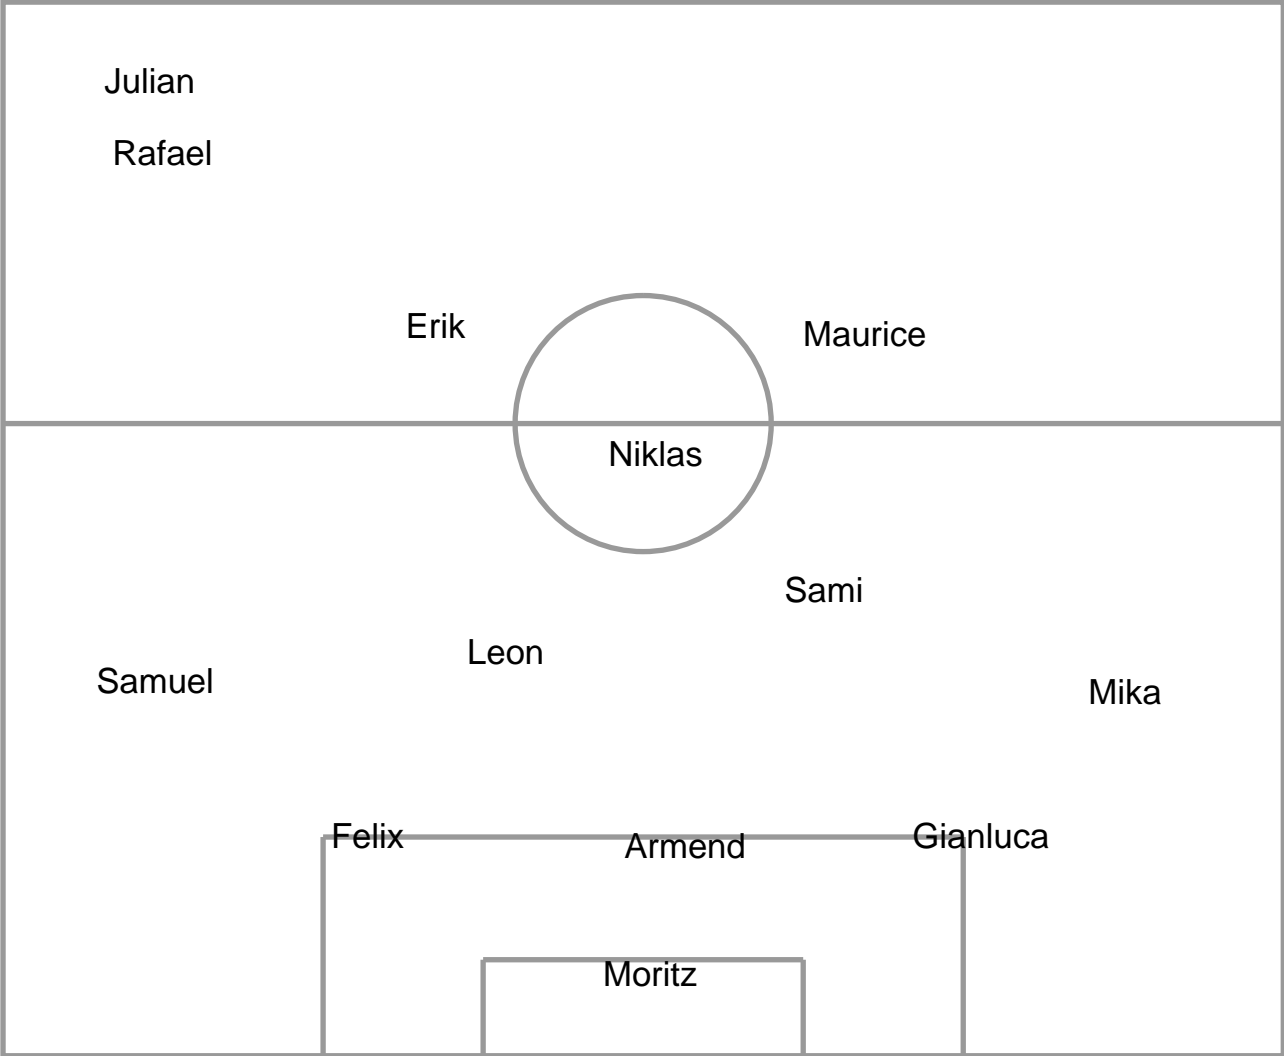 Julian
Rafael
Erik
Maurice
Niklas
Sami
Leon
Samuel
Mika
Felix
Armend
Gianluca
Moritz